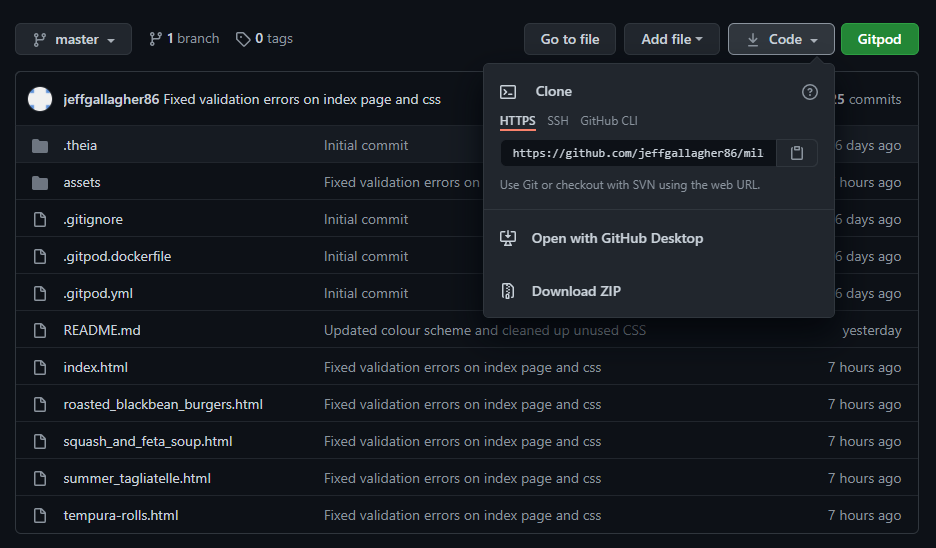 master 1 branch 0 tags Go to file Add file Code Gitpod
jeffgallagher86 Fixed validation errors on index page and css 25 commits
Clone
HTTPS SSH GitHub CLI
https://github.com/jeffgallagher86/mil
Use Git or checkout with SVN using the web URL.
Open with GitHub Desktop
Download ZIP
.theia Initial commit 6 days ago
assets Fixed validation errors on hours ago
.gitignore Initial commit 6 days ago
.gitpod.dockerfile Initial commit 6 days ago
.gitpod.yml Initial commit 6 days ago
README.md Updated colour scheme and cleaned up unused CSS yesterday
index.html Fixed validation errors on index page and css 7 hours ago
roasted_blackbean_burgers.html Fixed validation errors on index page and css 7 hours ago
squash_and_feta_soup.html Fixed validation errors on index page and css 7 hours ago
summer_tagliatelle.html Fixed validation errors on index page and css 7 hours ago
tempura-rolls.html Fixed validation errors on index page and css 7 hours ago